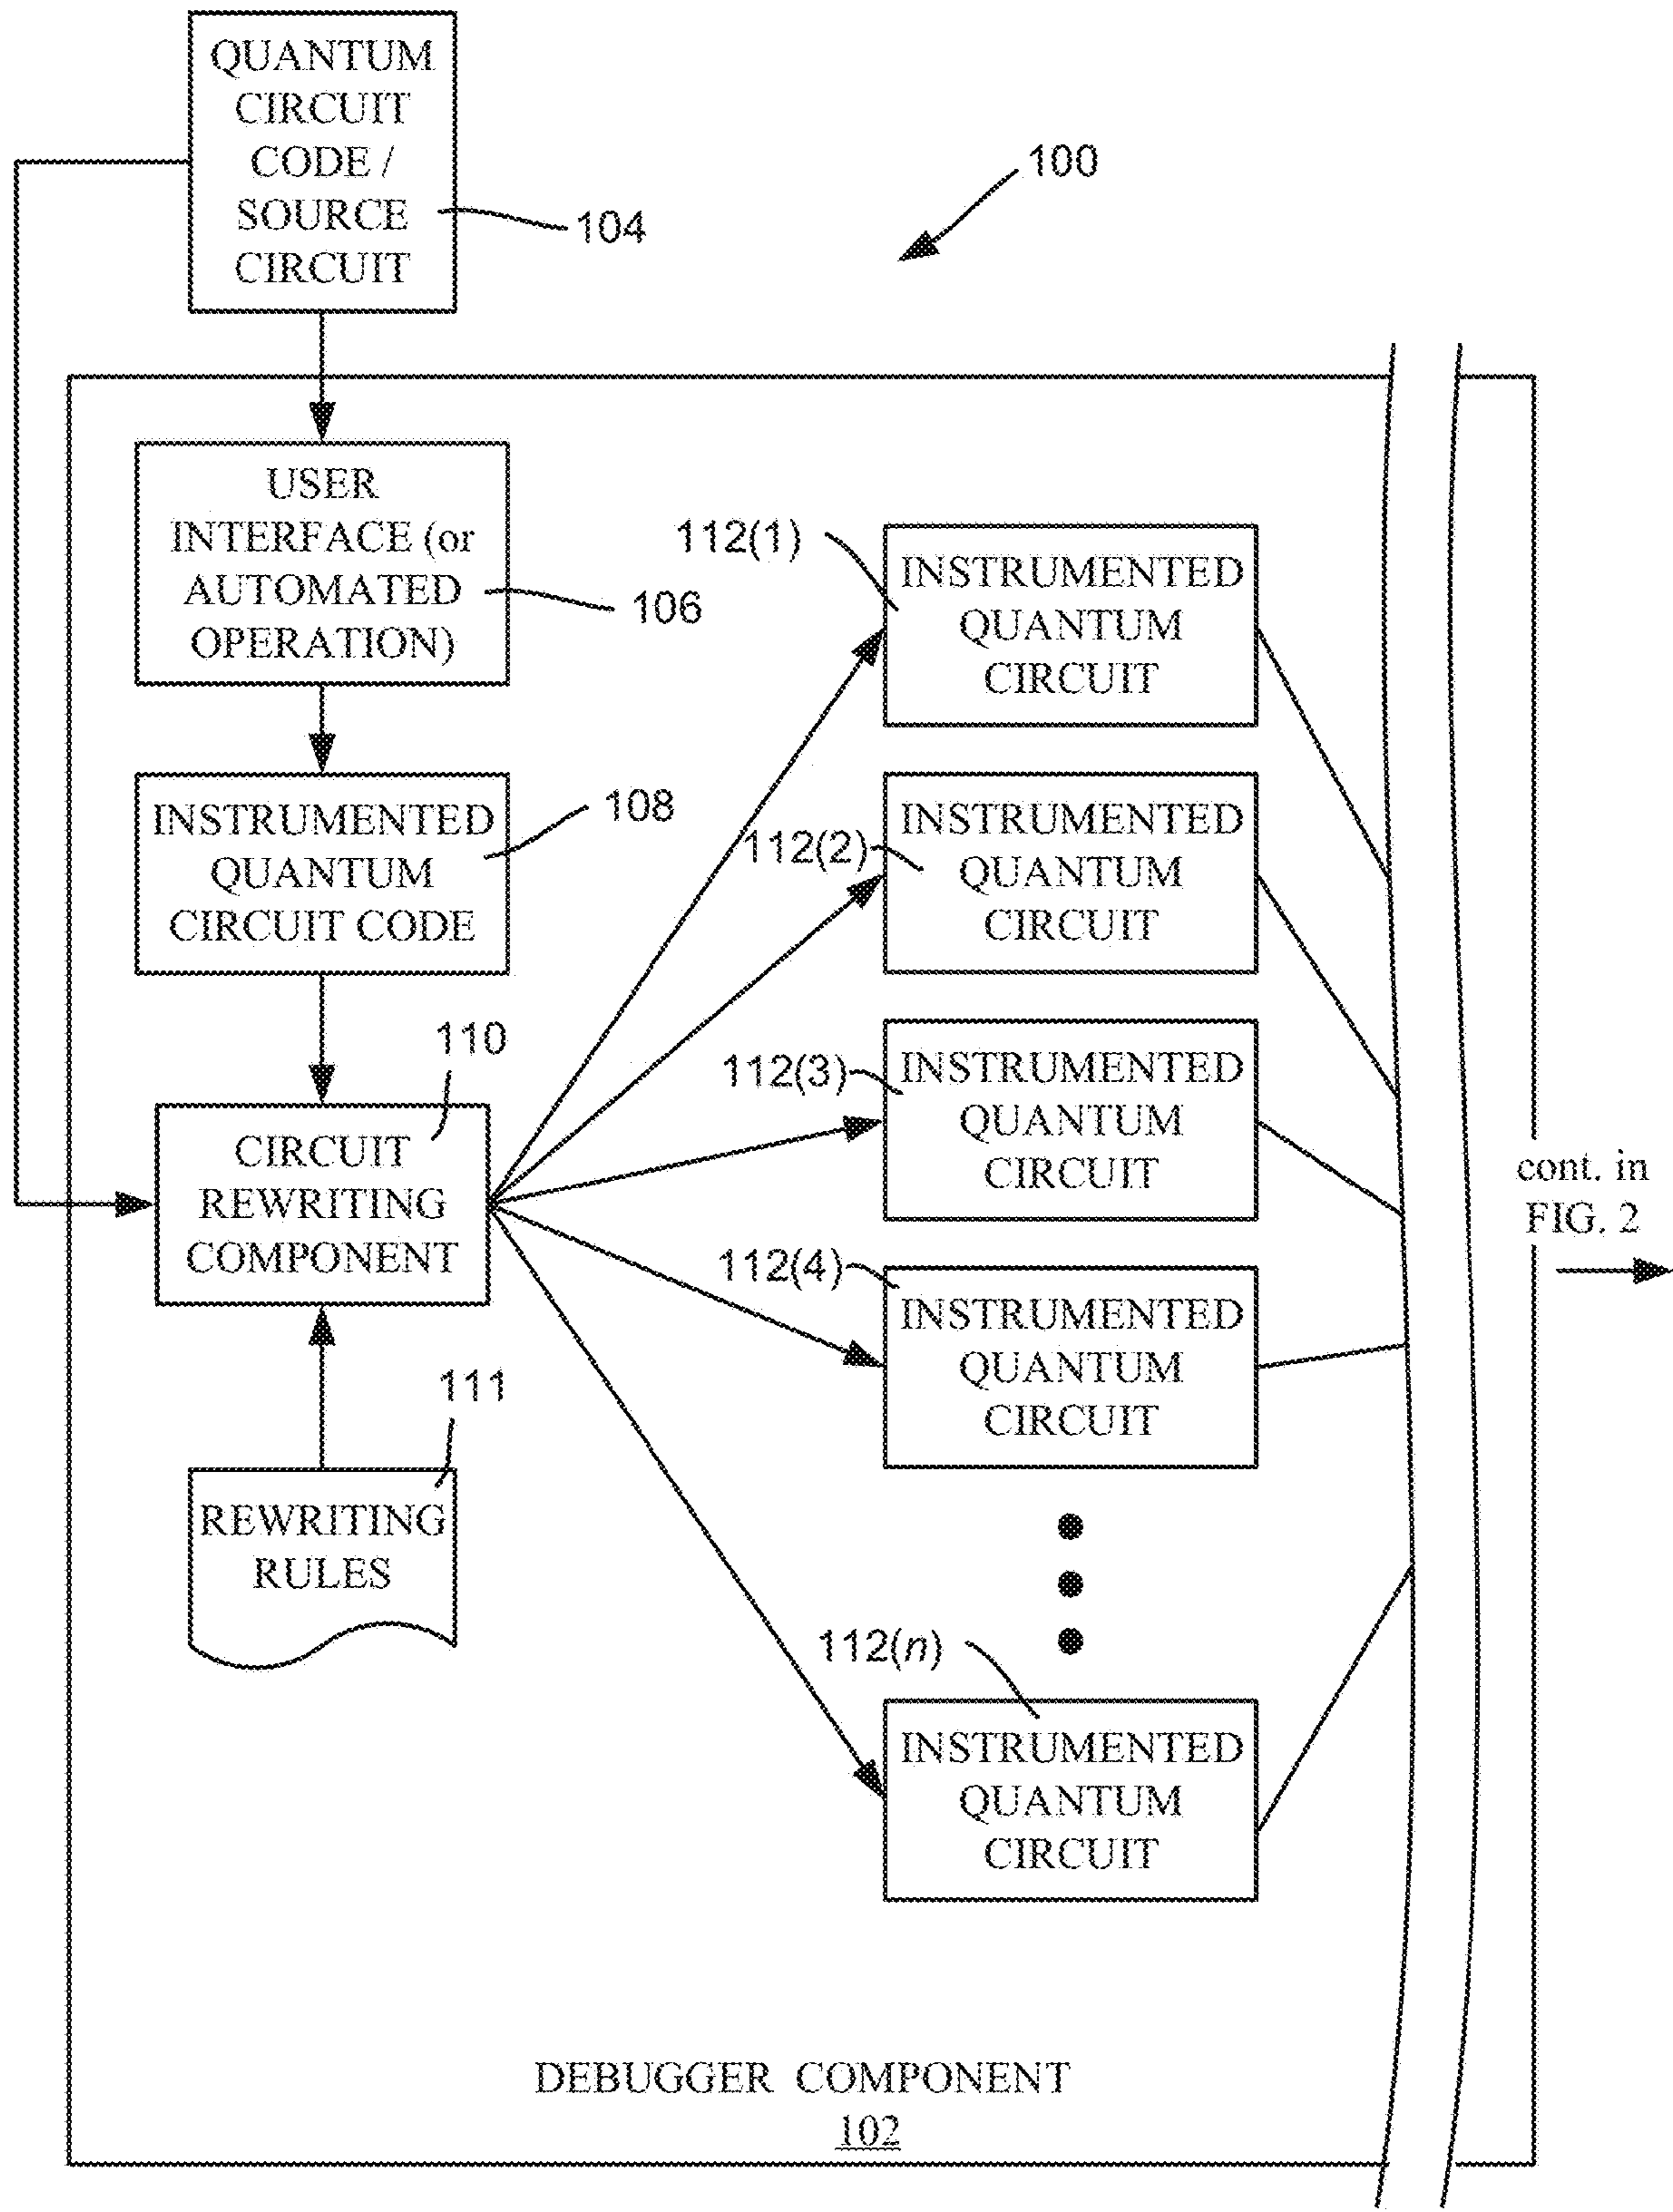 QUANTUM
CIRCUIT
CODE /
SOURCE
CIRCUIT
104
100
USER
INTERFACE (or
AUTOMATED
OPERATION)
106
INSTRUMENTED
QUANTUM
CIRCUIT CODE
108
110
CIRCUIT
REWRITING
COMPONENT
111
REWRITING
RULES
112(1)
INSTRUMENTED
QUANTUM
CIRCUIT
112(2)
INSTRUMENTED
QUANTUM
CIRCUIT
112(3)
INSTRUMENTED
QUANTUM
CIRCUIT
112(4)
INSTRUMENTED
QUANTUM
CIRCUIT
112(n)
INSTRUMENTED
QUANTUM
CIRCUIT
cont. in
FIG. 2
DEBUGGER COMPONENT
102